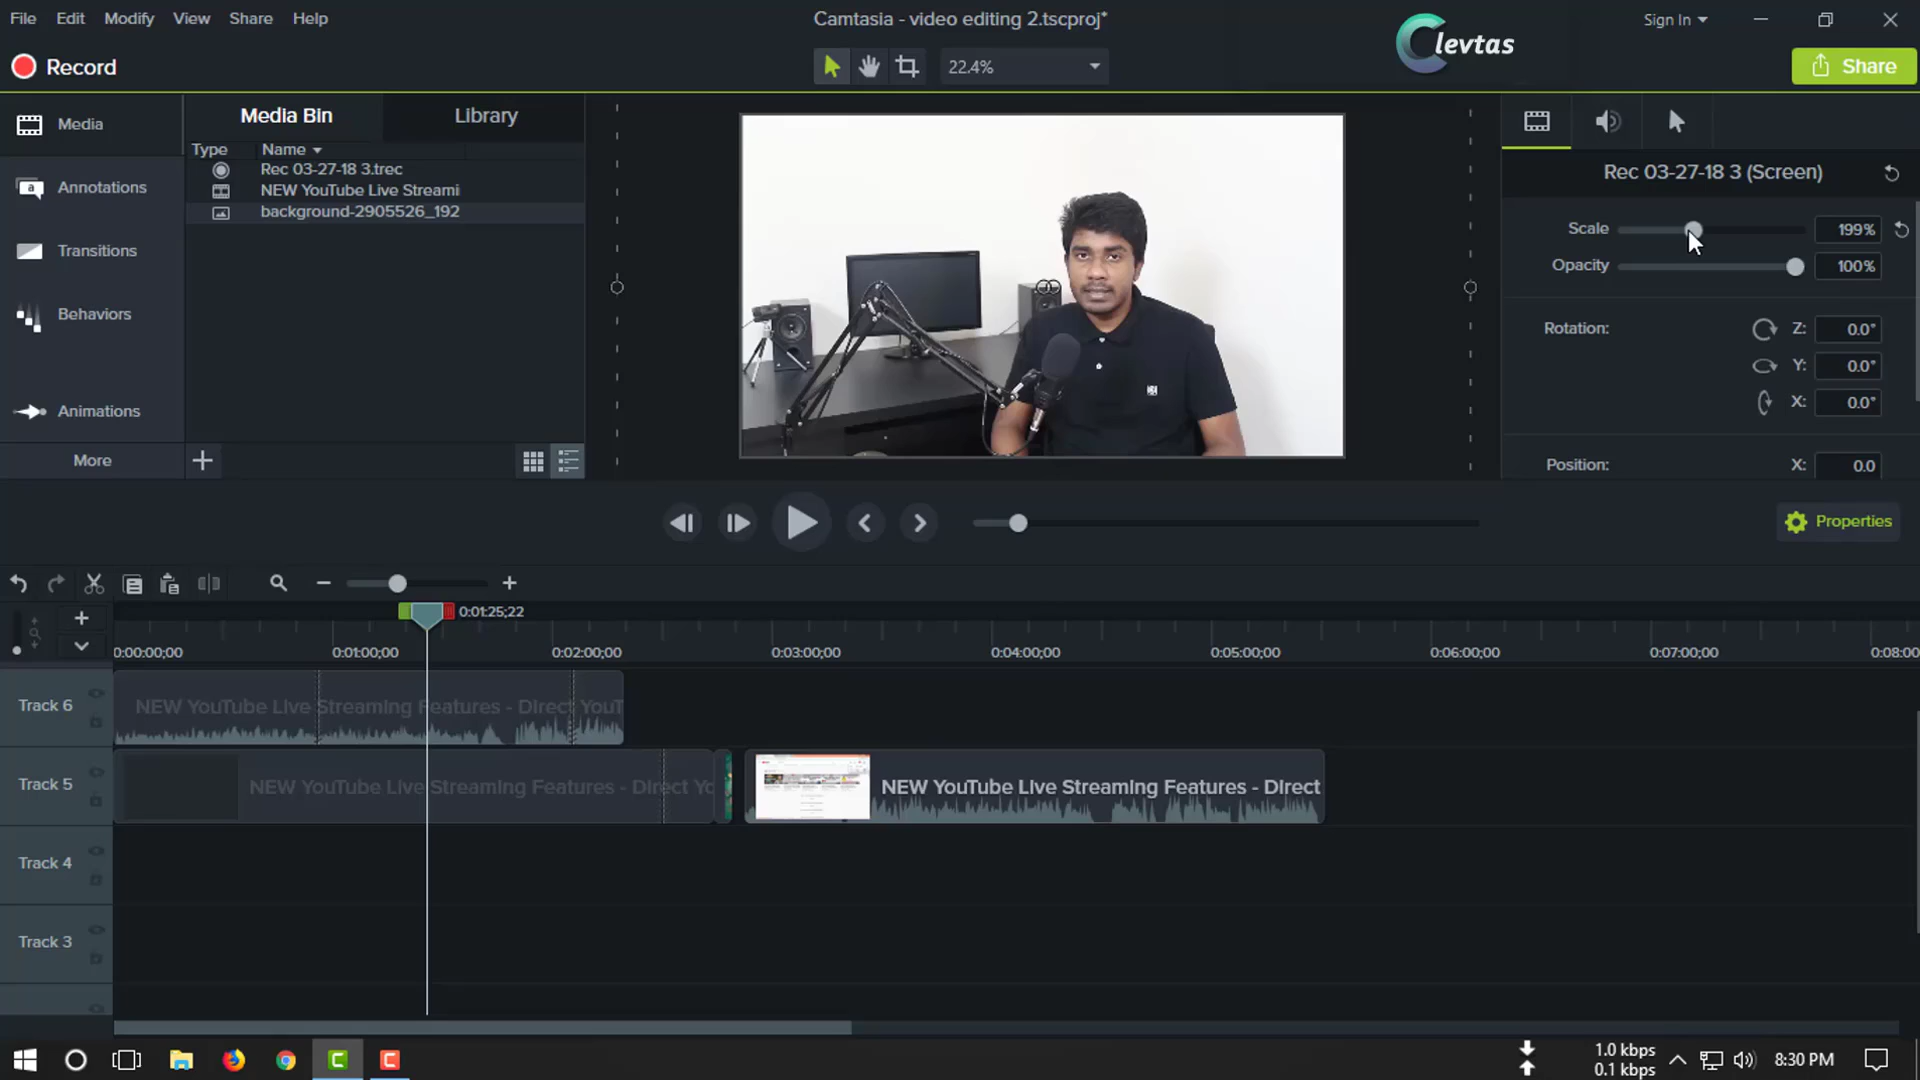 File Edit Modify View Share Help
Camtasia - video editing 2.tscproj*
Sign In
Clevtas
Record
22.4%
Share
Media
Annotations
Transitions
Behaviors
Animations
More
Media Bin
Library
Type Name
Rec 03-27-18 3.trec
NEW YouTube Live Streami
background-2905526_192
Rec 03-27-18 3 (Screen)
Scale 199%
Opacity 100%
Rotation: Z: 0.0°
Y: 0.0°
X: 0.0°
Position: X: 0.0
Properties
0:01:25;22
0:00:00;00 0:01:00;00 0:02:00;00 0:03:00;00 0:04:00;00 0:05:00;00 0:06:00;00 0:07:00;00 0:08:00
Track 6
NEW YouTube Live Streaming Features - Direct YouT
Track 5
NEW YouTube Live Streaming Features - Direct Yo
NEW YouTube Live Streaming Features - Direct
Track 4
Track 3
1.0 kbps
0.1 kbps
8:30 PM